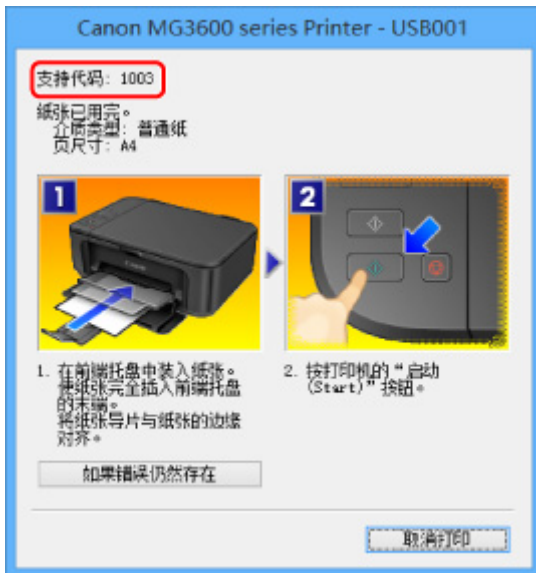 Canon MG3600 series Printer - USB001
支持代码: 1003
纸张已用完。
介质类型: 普通纸
页尺寸: A4
1
2
1. 在前端托盘中装入纸张。
使纸张完全插入前端托盘
的末端。
将纸张导片与纸张的边缘
对齐。
2. 按打印机的“启动
(Start)”按钮。
如果错误仍然存在
取消打印